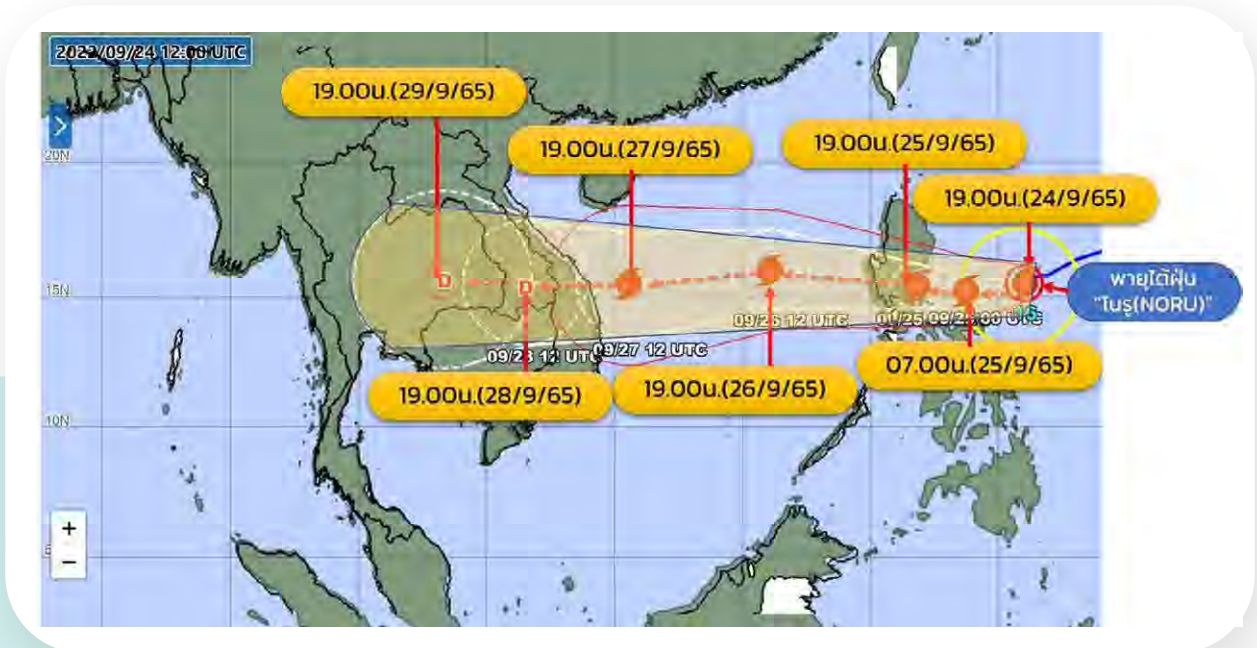 2022/09/24 12:00 UTC
19.00น.(29/9/65)
19.00น.(27/9/65)
19.00น.(25/9/65)
19.00น.(24/9/65)
พายุไต้ฝุ่น
"โนรู(NORU)"
07.00น.(25/9/65)
19.00น.(26/9/65)
19.00น.(28/9/65)
20N
15N
10N
D
D
09/26 12 UTC
09/27 12 UTC
09/28 12 UTC
>
+
−